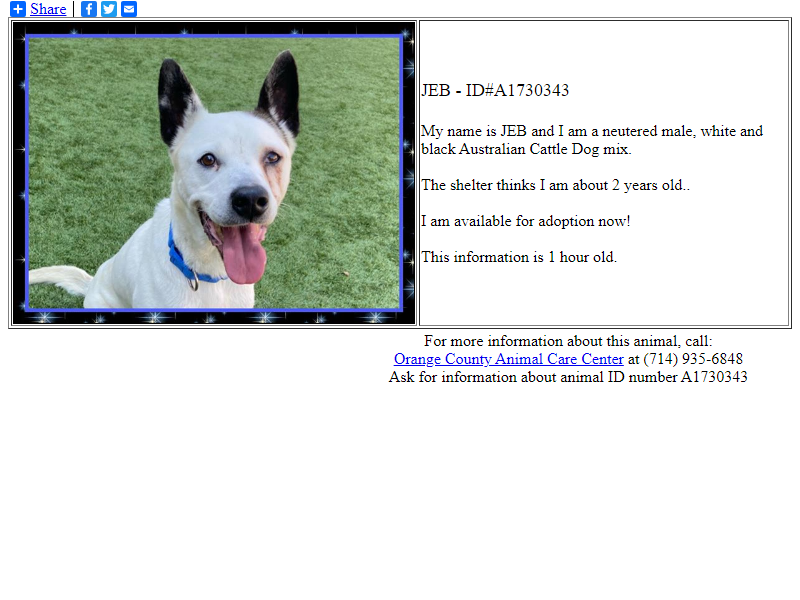 Share
JEB - ID#A1730343
My name is JEB and I am a neutered male, white and
black Australian Cattle Dog mix.
The shelter thinks I am about 2 years old..
I am available for adoption now!
This information is 1 hour old.
For more information about this animal, call:
Orange County Animal Care Center at (714) 935-6848
Ask for information about animal ID number A1730343